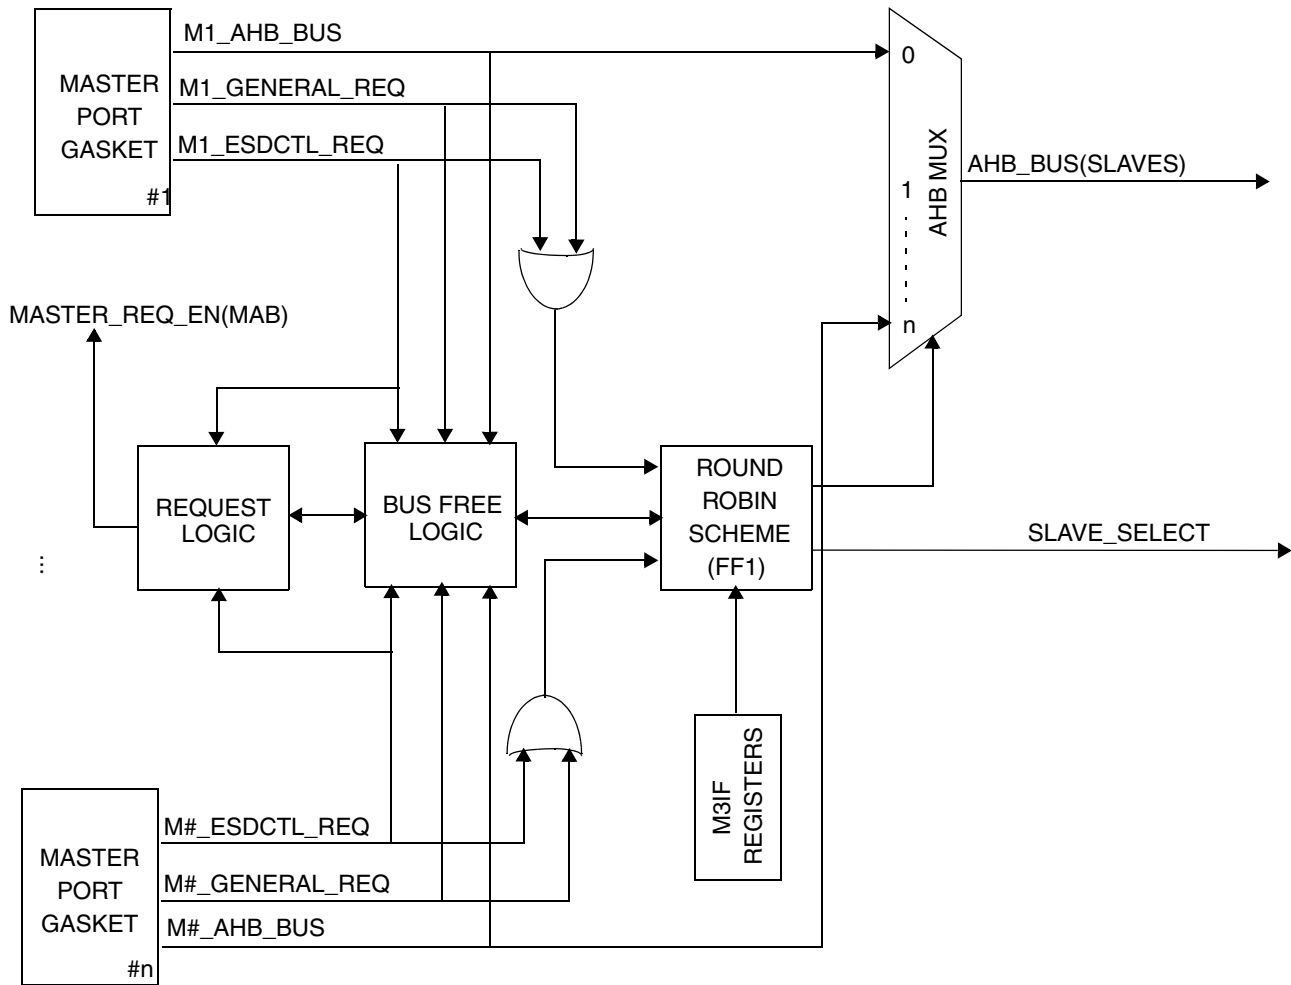 M1_AHB_BUS
M1_GENERAL_REQ
M1_ESDCTL_REQ
MASTER
PORT
GASKET
#1
0
1
n
AHB MUX
AHB_BUS(SLAVES)
MASTER_REQ_EN(MAB)
REQUEST
LOGIC
BUS FREE
LOGIC
ROUND
ROBIN
SCHEME
(FF1)
SLAVE_SELECT
M3IF
REGISTERS
M#_ESDCTL_REQ
M#_GENERAL_REQ
M#_AHB_BUS
MASTER
PORT
GASKET
#n